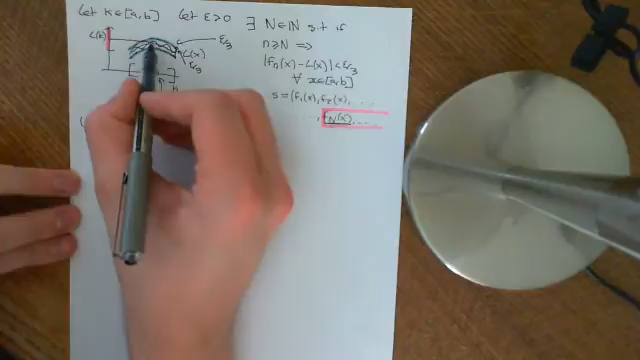 Let K∈[a,b] Let ε>0 ∃ N∈ℕ s.t if
n≥N ⇒
|fn(x)-L(x)|<ε/3
∀ x∈[a,b]
L(k)
ε/3
L(x)
ε/3
S=(f1(x),f2(x),....
..., fN(x),...